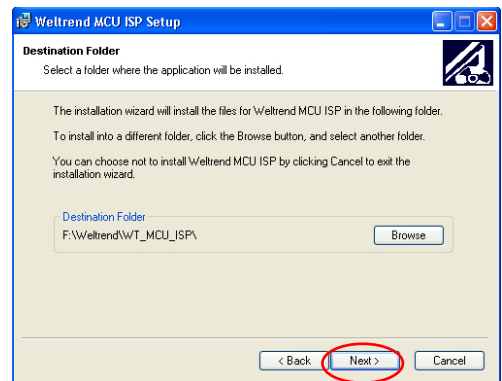 Weltrend MCU ISP Setup
Destination Folder
Select a folder where the application will be installed.
The installation wizard will install the files for Weltrend MCU ISP in the following folder.
To install into a different folder, click the Browse button, and select another folder.
You can choose not to install Weltrend MCU ISP by clicking Cancel to exit the
installation wizard.
Destination Folder
F:\Weltrend\WT_MCU_ISP\
Browse
< Back
Next >
Cancel